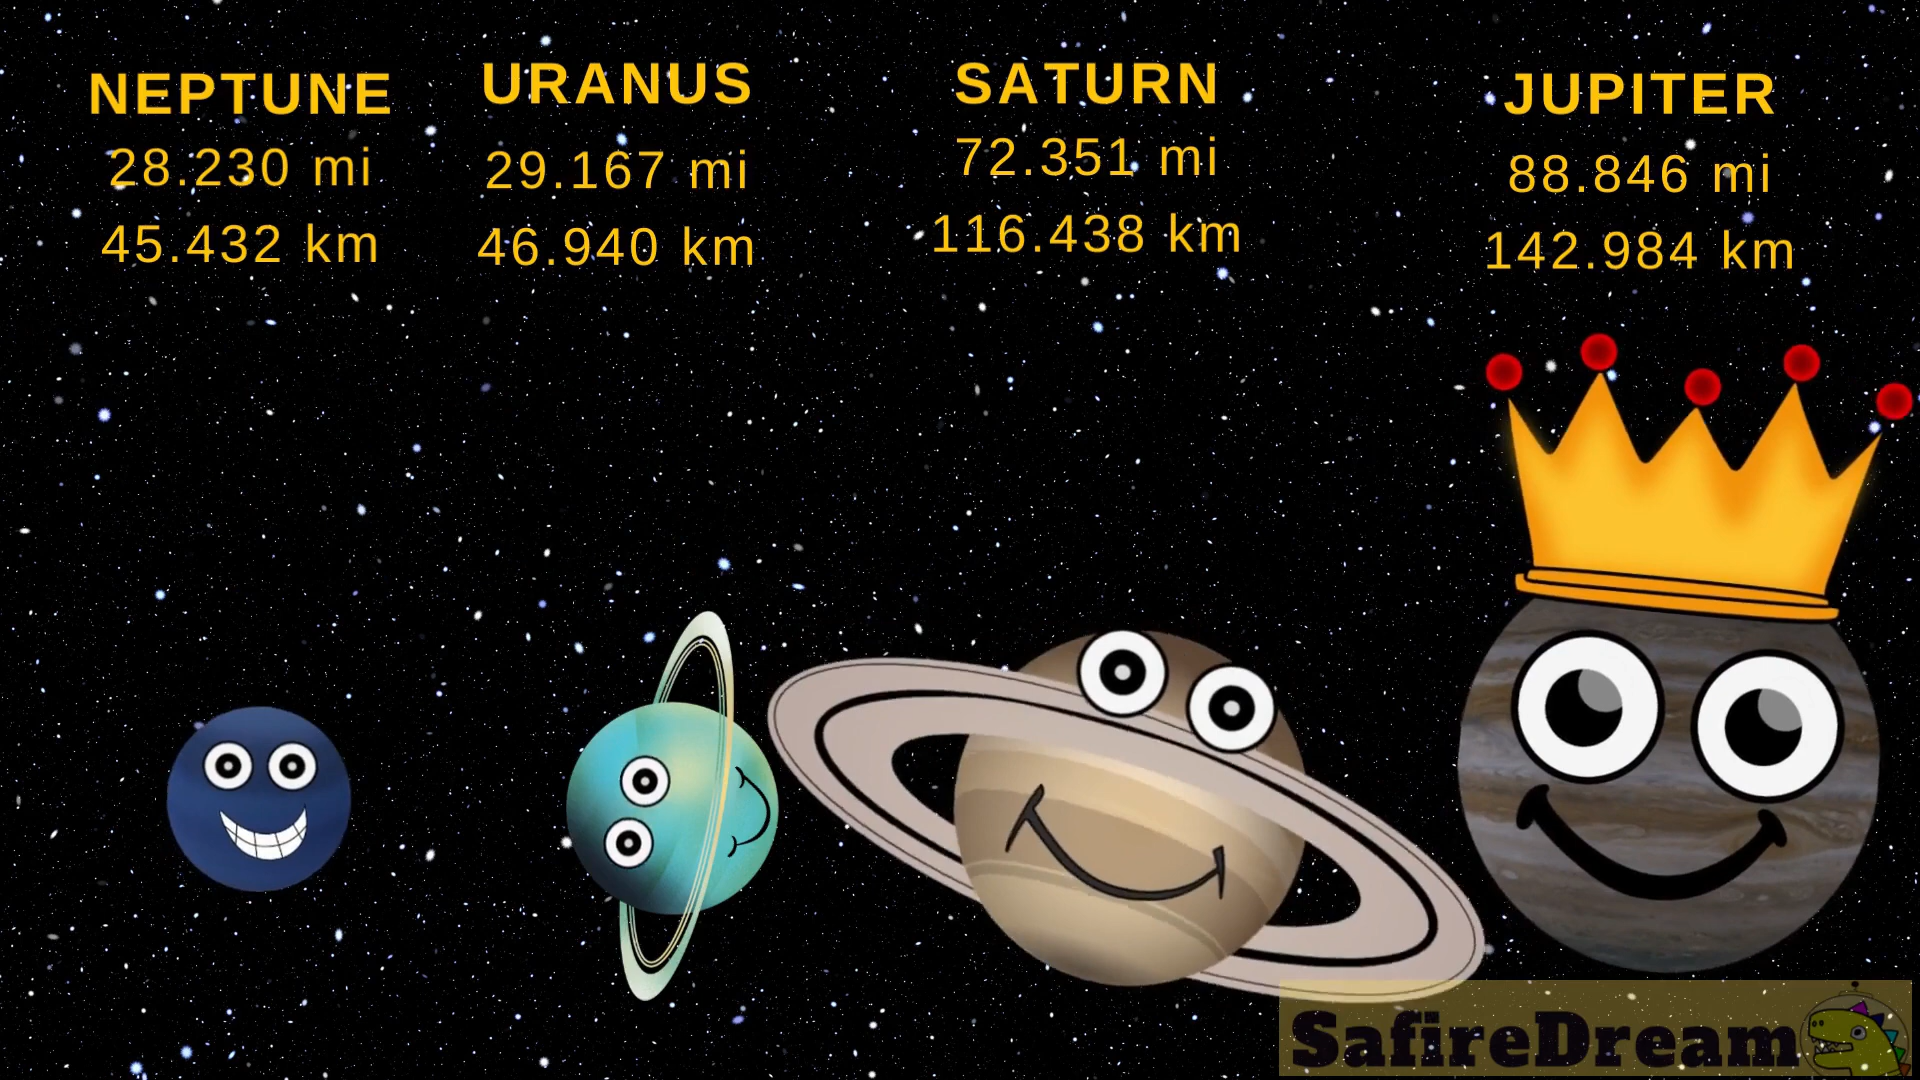 NEPTUNE
28.230 mi
45.432 km
URANUS
29.167 mi
46.940 km
SATURN
72.351 mi
116.438 km
JUPITER
88.846 mi
142.984 km
SafireDream